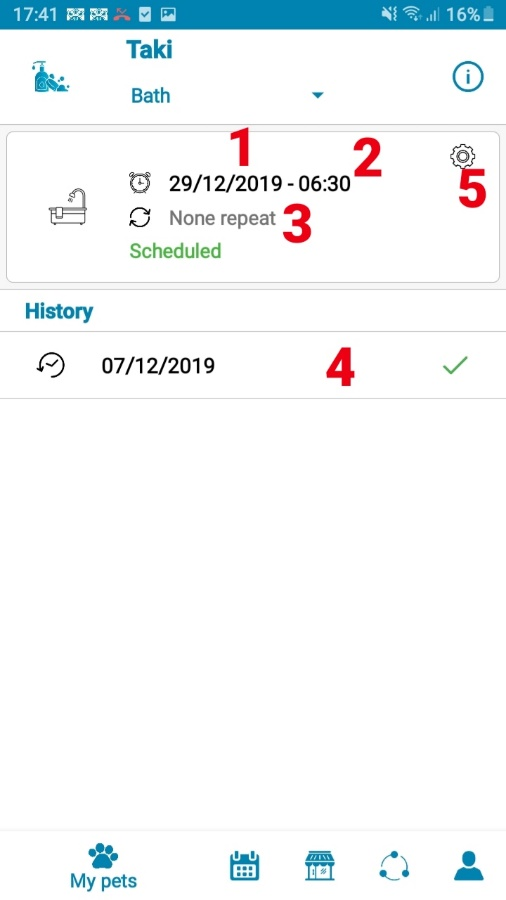 17:41 16%
Taki
Bath
1
2
29/12/2019 - 06:30
5
None repeat
3
Scheduled
History
07/12/2019
4
My pets